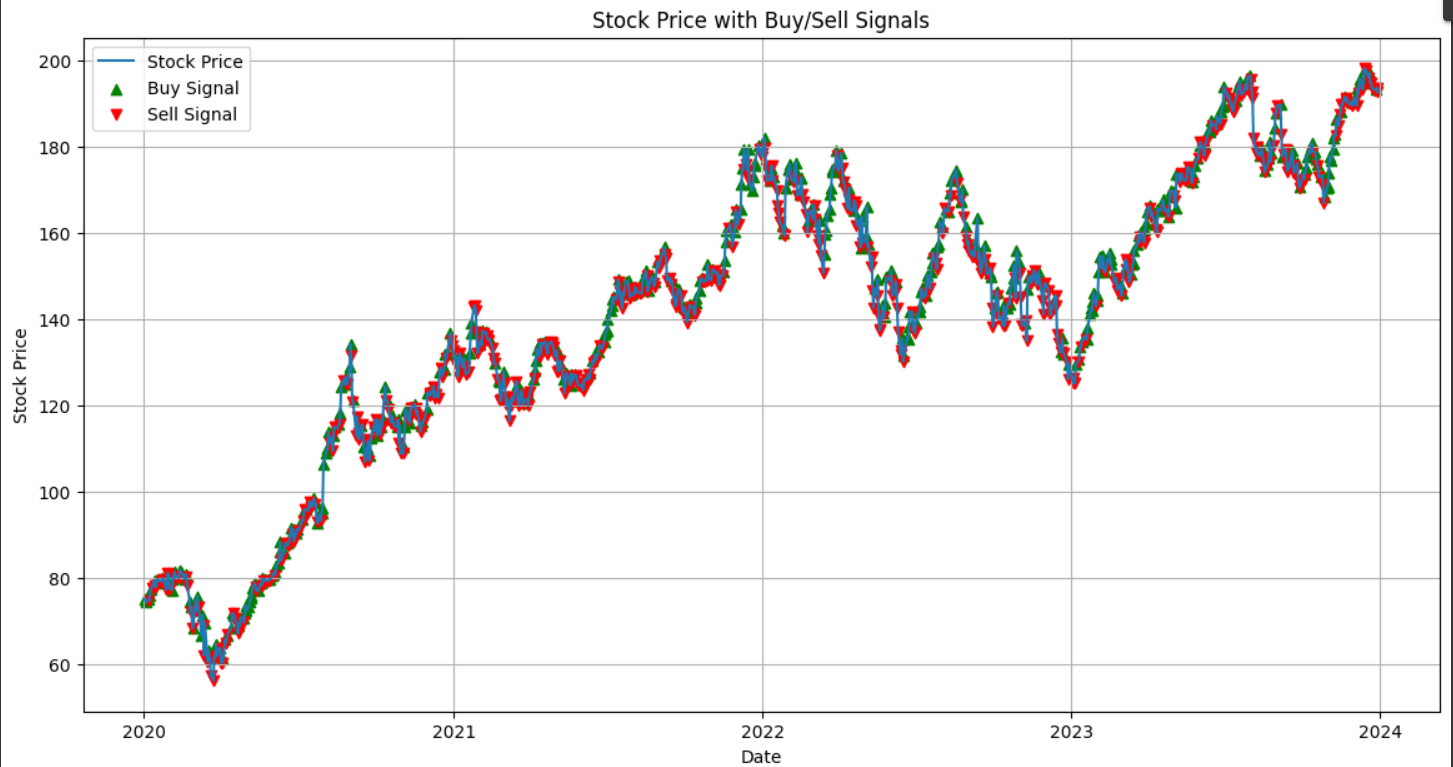 Stock Price with Buy/Sell Signals
Stock Price
Buy Signal
Sell Signal
200
180
160
140
120
100
80
60
Stock Price
2020
2021
2022
2023
2024
Date